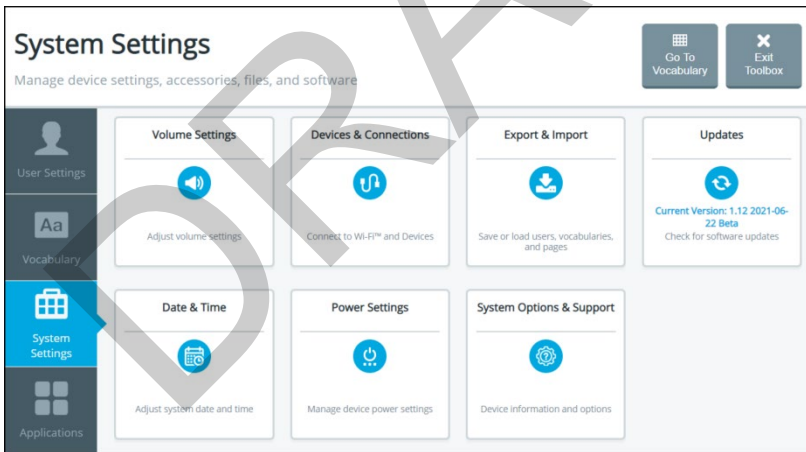 System Settings
Manage device settings, accessories, files, and software
Go To
Vocabulary
Exit
Toolbox
User Settings
Aa
Vocabulary
System
Settings
Applications
Volume Settings
Adjust volume settings
Devices & Connections
Connect to Wi-Fi™ and Devices
Export & Import
Save or load users, vocabularies,
and pages
Updates
Current Version: 1.12 2021-06-
22 Beta
Check for software updates
Date & Time
Adjust system date and time
Power Settings
Manage device power settings
System Options & Support
Device information and options
DRA